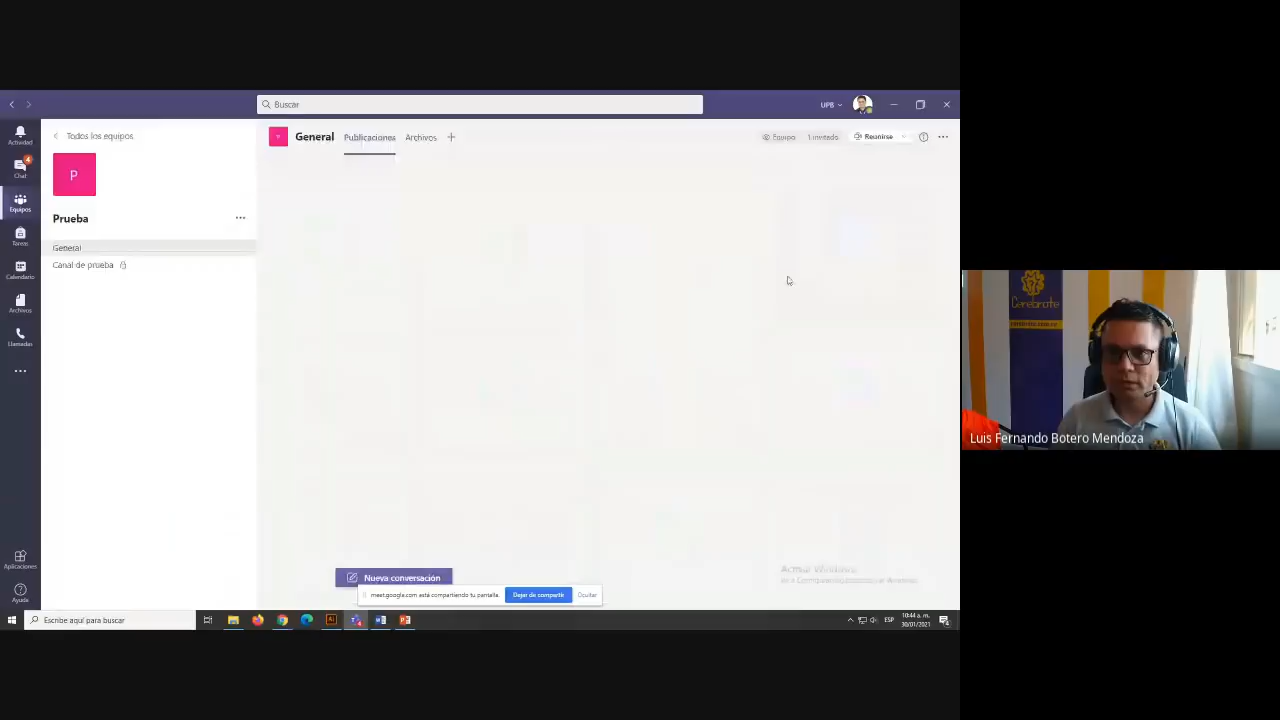 Buscar
UPB
Actividad
Chat
4
Equipos
Tareas
Calendario
Archivos
Llamadas
Aplicaciones
Ayuda
Todos los equipos
P
Prueba
General
Canal de prueba
General
Publicaciones
Archivos
Equipo
1 invitado
Reunirse
Nueva conversación
meet.google.com está compartiendo tu pantalla.
Dejar de compartir
Ocultar
Activar Windows
Escribe aquí para buscar
ESP
10:44 a. m.
30/01/2021
Cerebrate
Luis Fernando Botero Mendoza